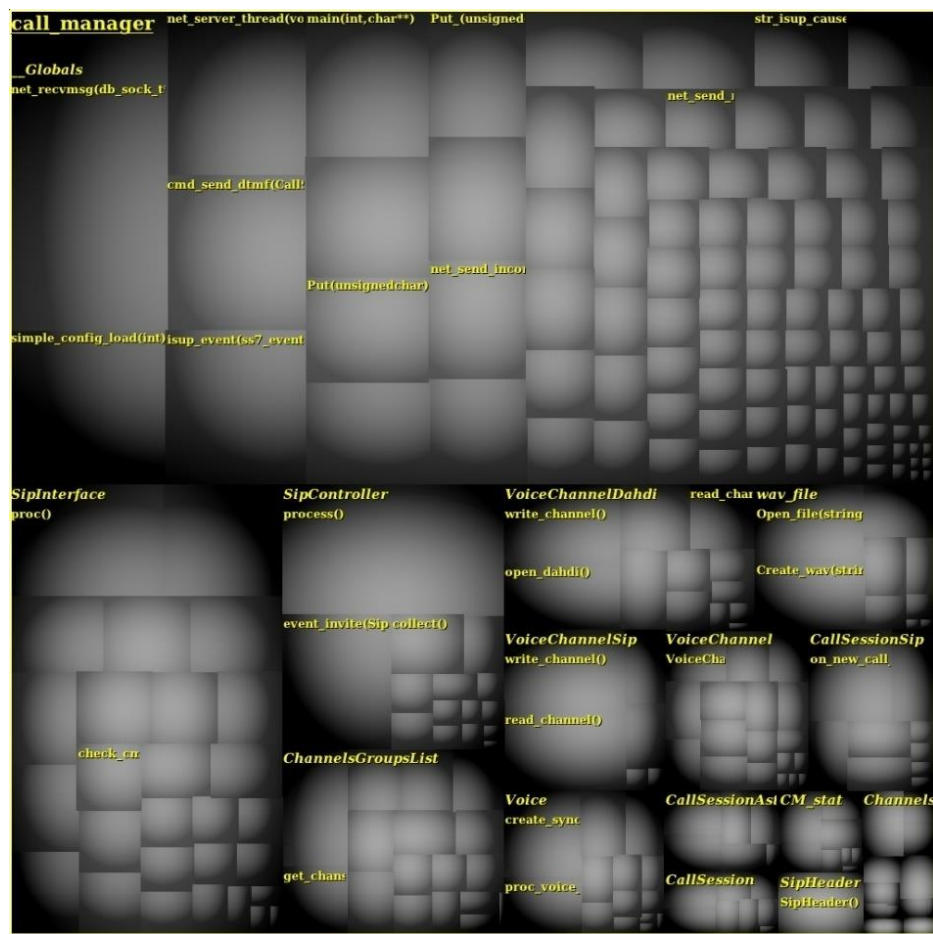 call_manager
net_server_thread(vo
main(int,char**)
Put_(unsigned
str_isup_cause
__Globals
net_recvmsg(db_sock_t
net_send_
cmd_send_dtmf(Call
net_send_incor
Put(unsignedchar)
simple_config_load(int)
isup_event(ss7_event
SipInterface
proc()
SipController
process()
event_invite(Sip
collect()
VoiceChannelDahdi
read_char
write_channel()
open_dahdi()
wav_file
Open_file(string
Create_wav(strin
VoiceChannelSip
write_channel()
read_channel()
VoiceChannel
VoiceCha
CallSessionSip
on_new_call
check_cm
ChannelsGroupsList
get_chans
Voice
create_sync
proc_voice_
CallSessionAst
CM_stat
Channels
CallSession
SipHeader
SipHeader()